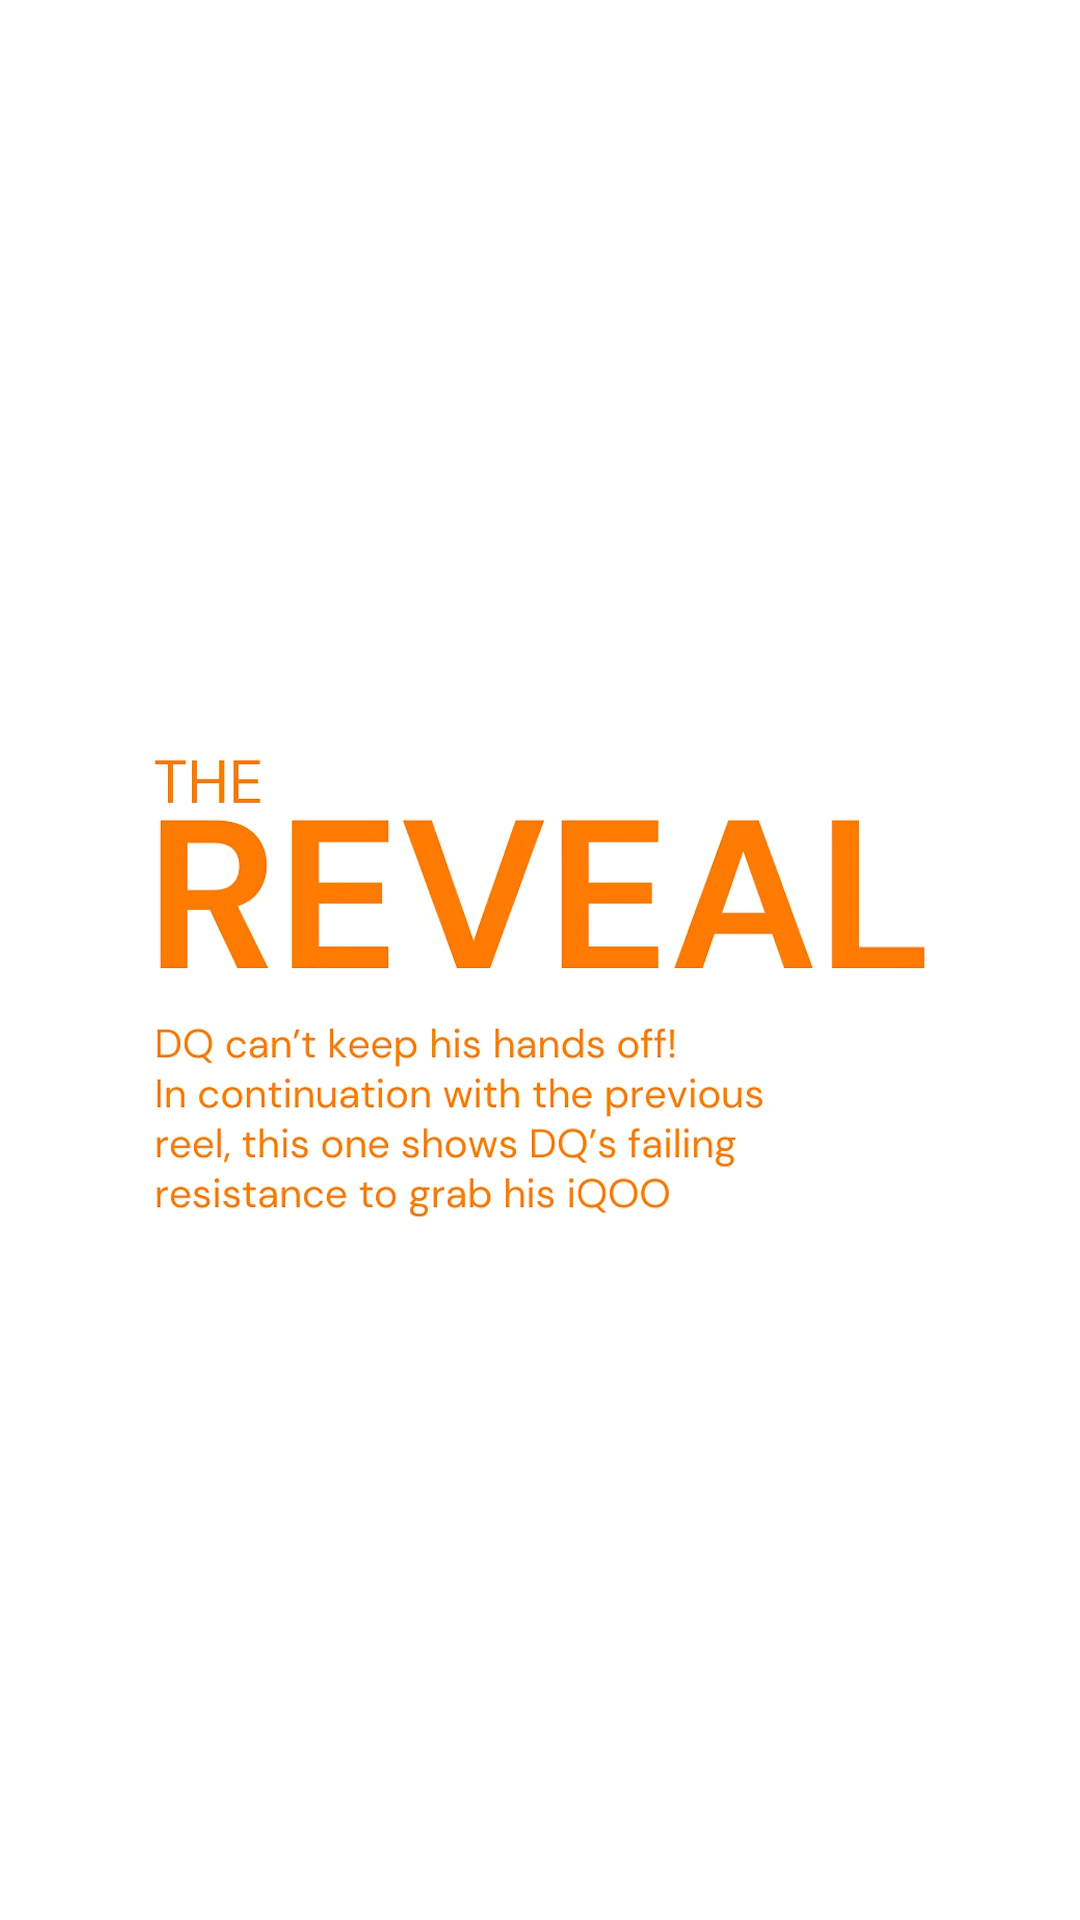 THE
REVEAL
DQ can’t keep his hands off!
In continuation with the previous
reel, this one shows DQ’s failing
resistance to grab his iQOO